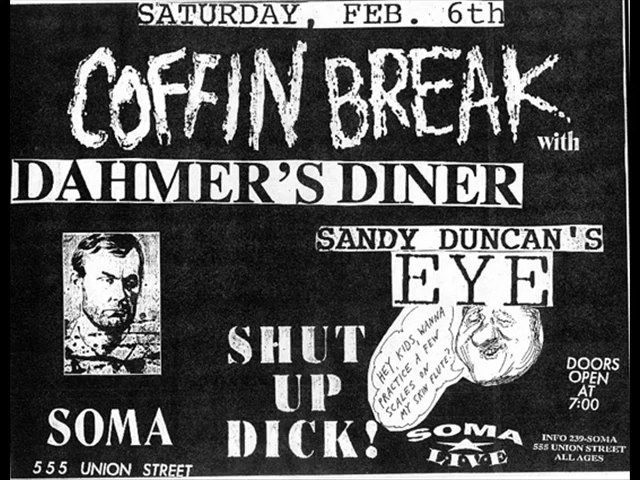 SATURDAY, FEB. 6th
COFFIN BREAK
with
DAHMER'S DINER
SANDY DUNCAN'S
EYE
SHUT
UP
DICK!
HEY, KIDS, WANNA
PRACTICE A FEW
SCALES ON
MY SKIN FLUTE?
DOORS
OPEN
AT
7:00
SOMA
555 UNION STREET
SOMA
LIVE
INFO 239-SOMA
555 UNION STREET
ALL AGES